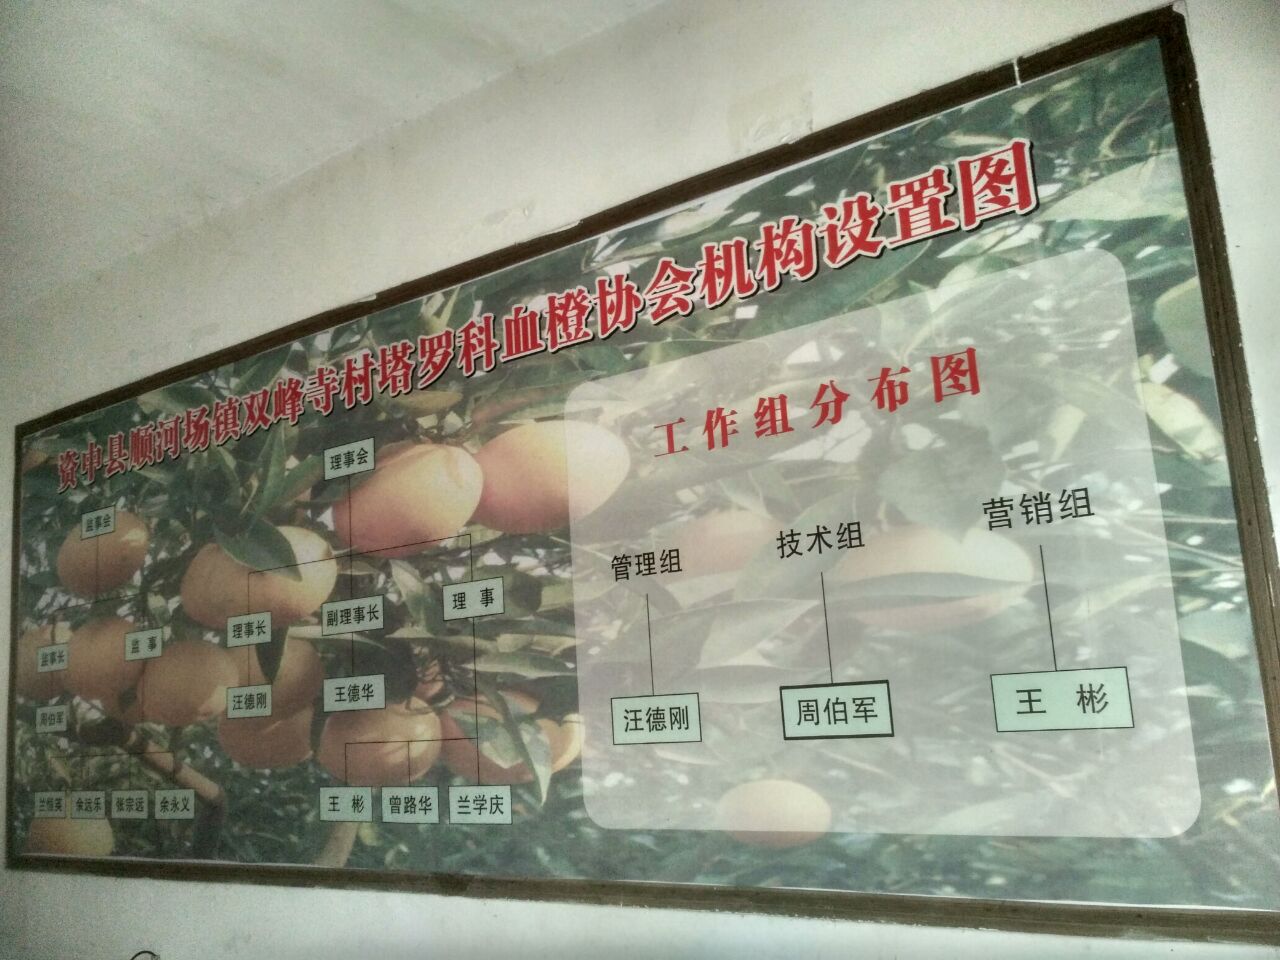 资中县顺河场镇双峰寺村塔罗科血橙协会机构设置图
工作组分布图
理事会
监事会
理事长
副理事长
理 事
监事长
监 事
汪德刚
王德华
周伯军
兰恒英
余远乐
张宗远
余永义
王 彬
曾路华
兰学庆
管理组
技术组
营销组
汪德刚
周伯军
王 彬